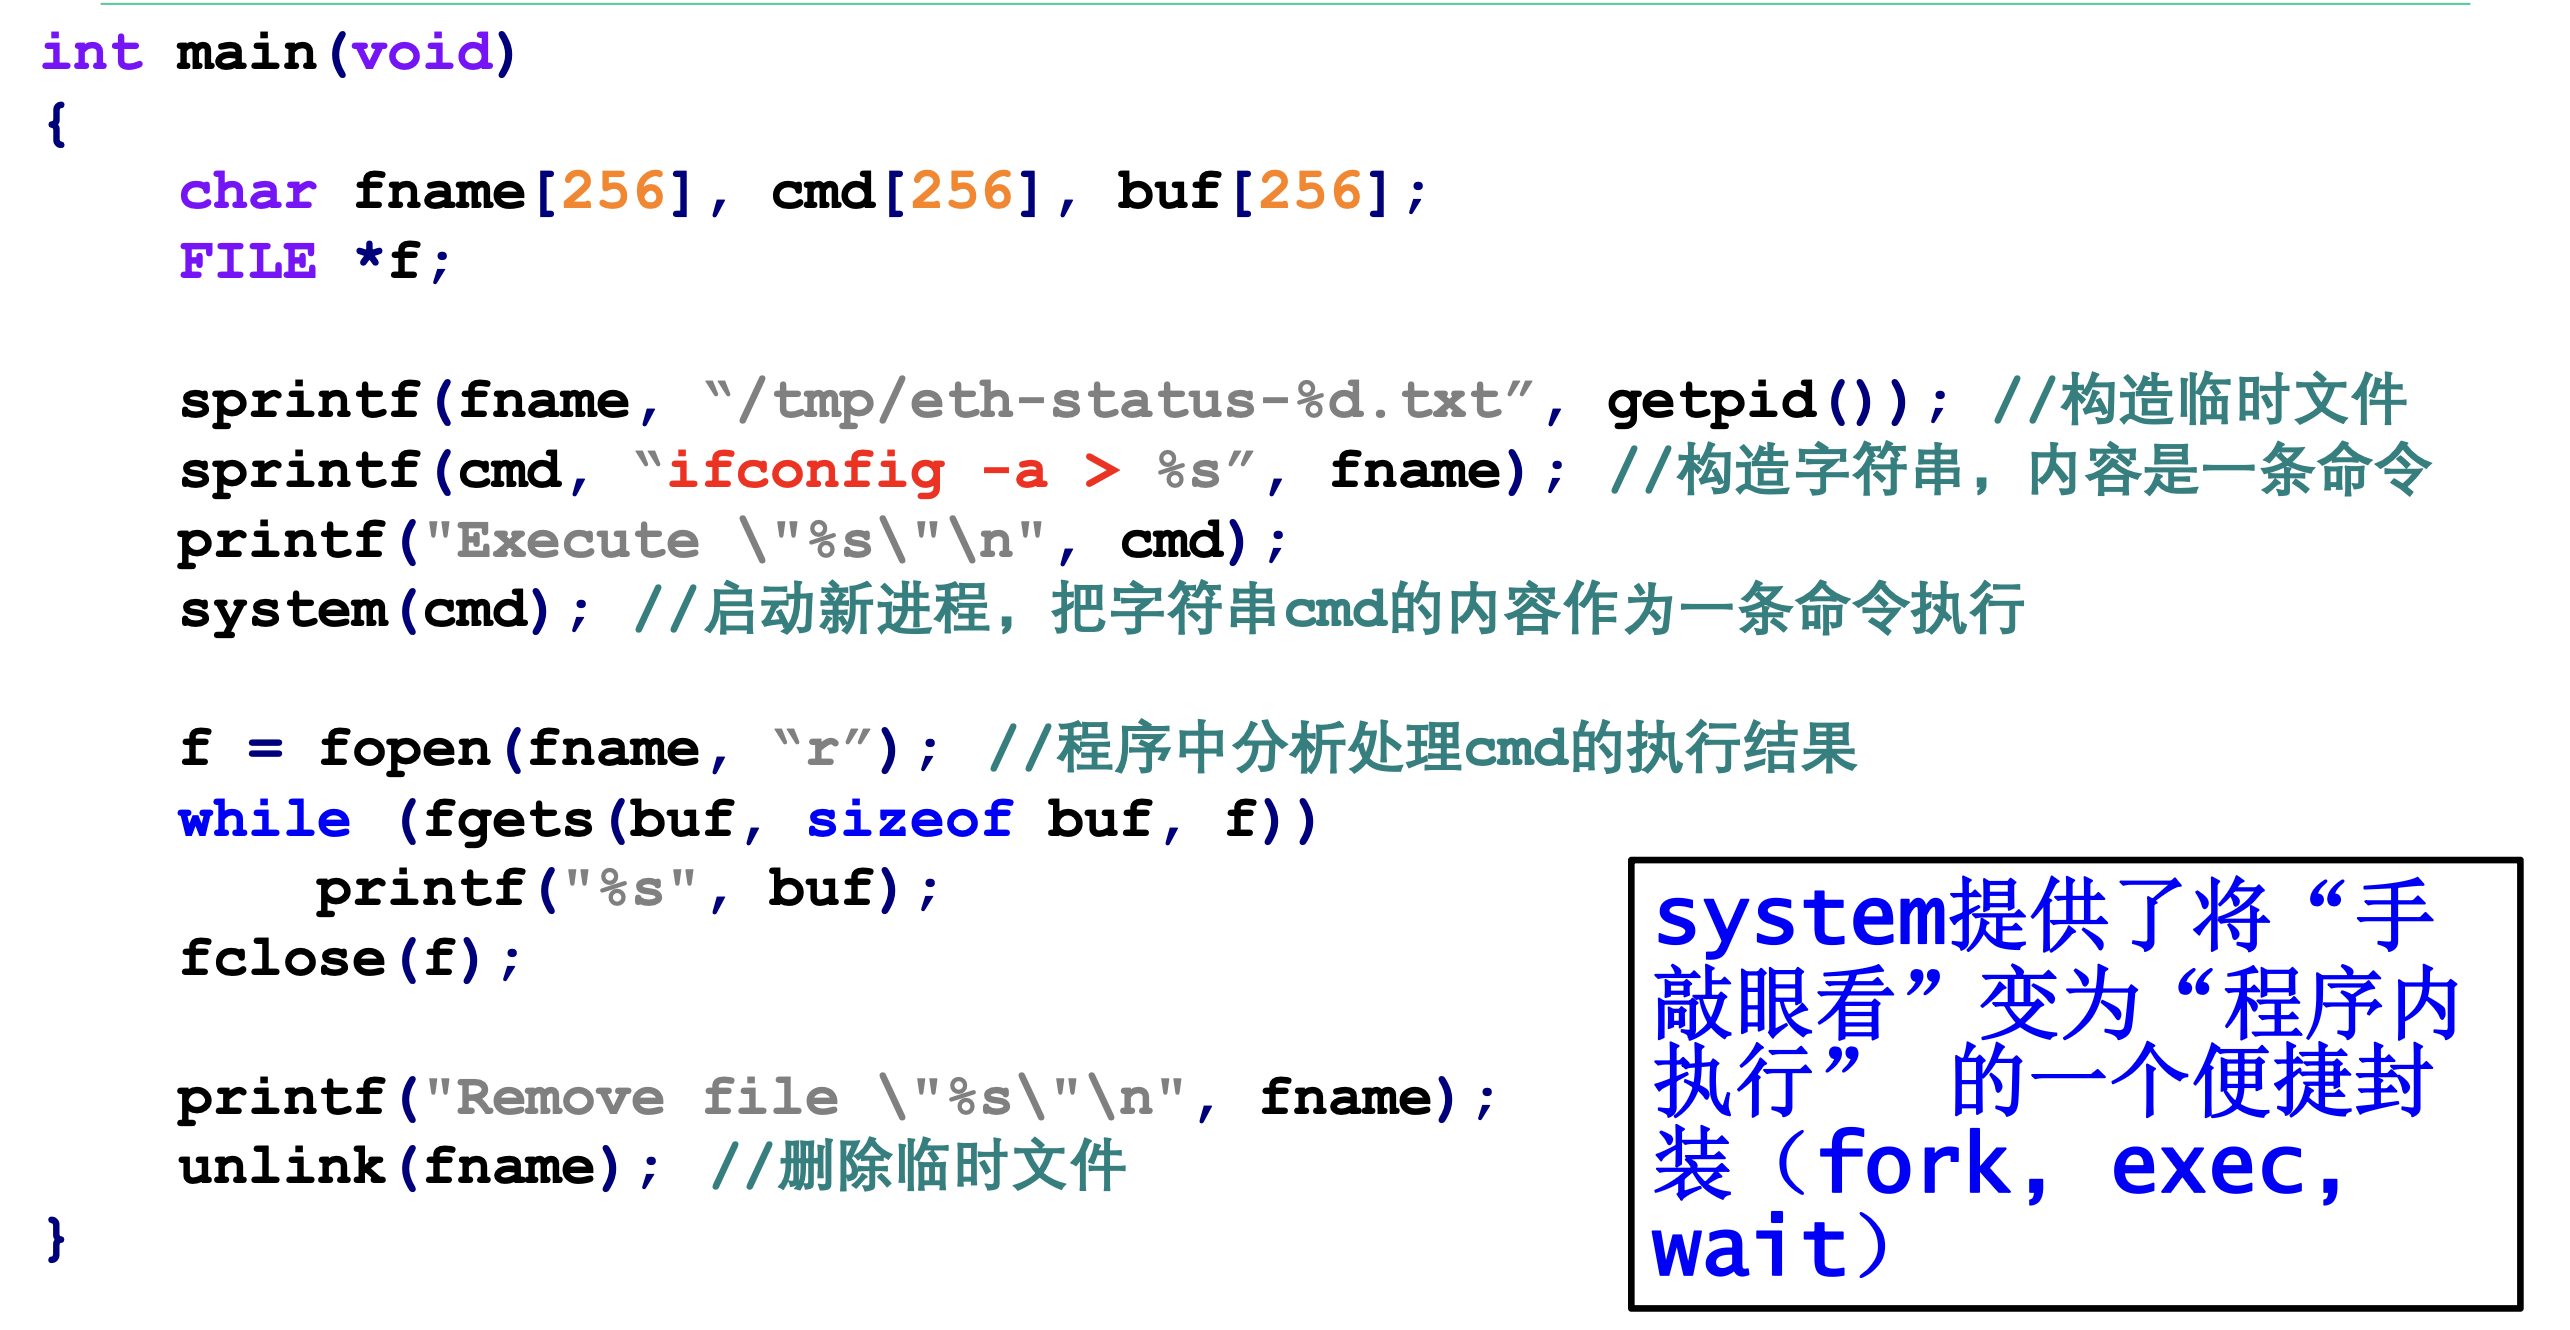 int main(void)
{
    char fname[256], cmd[256], buf[256];
    FILE *f;

    sprintf(fname, “/tmp/eth-status-%d.txt”, getpid()); //构造临时文件
    sprintf(cmd, “ifconfig -a > %s”, fname); //构造字符串，内容是一条命令
    printf("Execute \"%s\"\n", cmd);
    system(cmd); //启动新进程，把字符串cmd的内容作为一条命令执行

    f = fopen(fname, “r”); //程序中分析处理cmd的执行结果
    while (fgets(buf, sizeof buf, f))
        printf("%s", buf);
    fclose(f);

    printf("Remove file \"%s\"\n", fname);
    unlink(fname); //删除临时文件
}
system提供了将“手
敲眼看”变为“程序内
执行” 的一个便捷封
装（fork, exec,
wait）